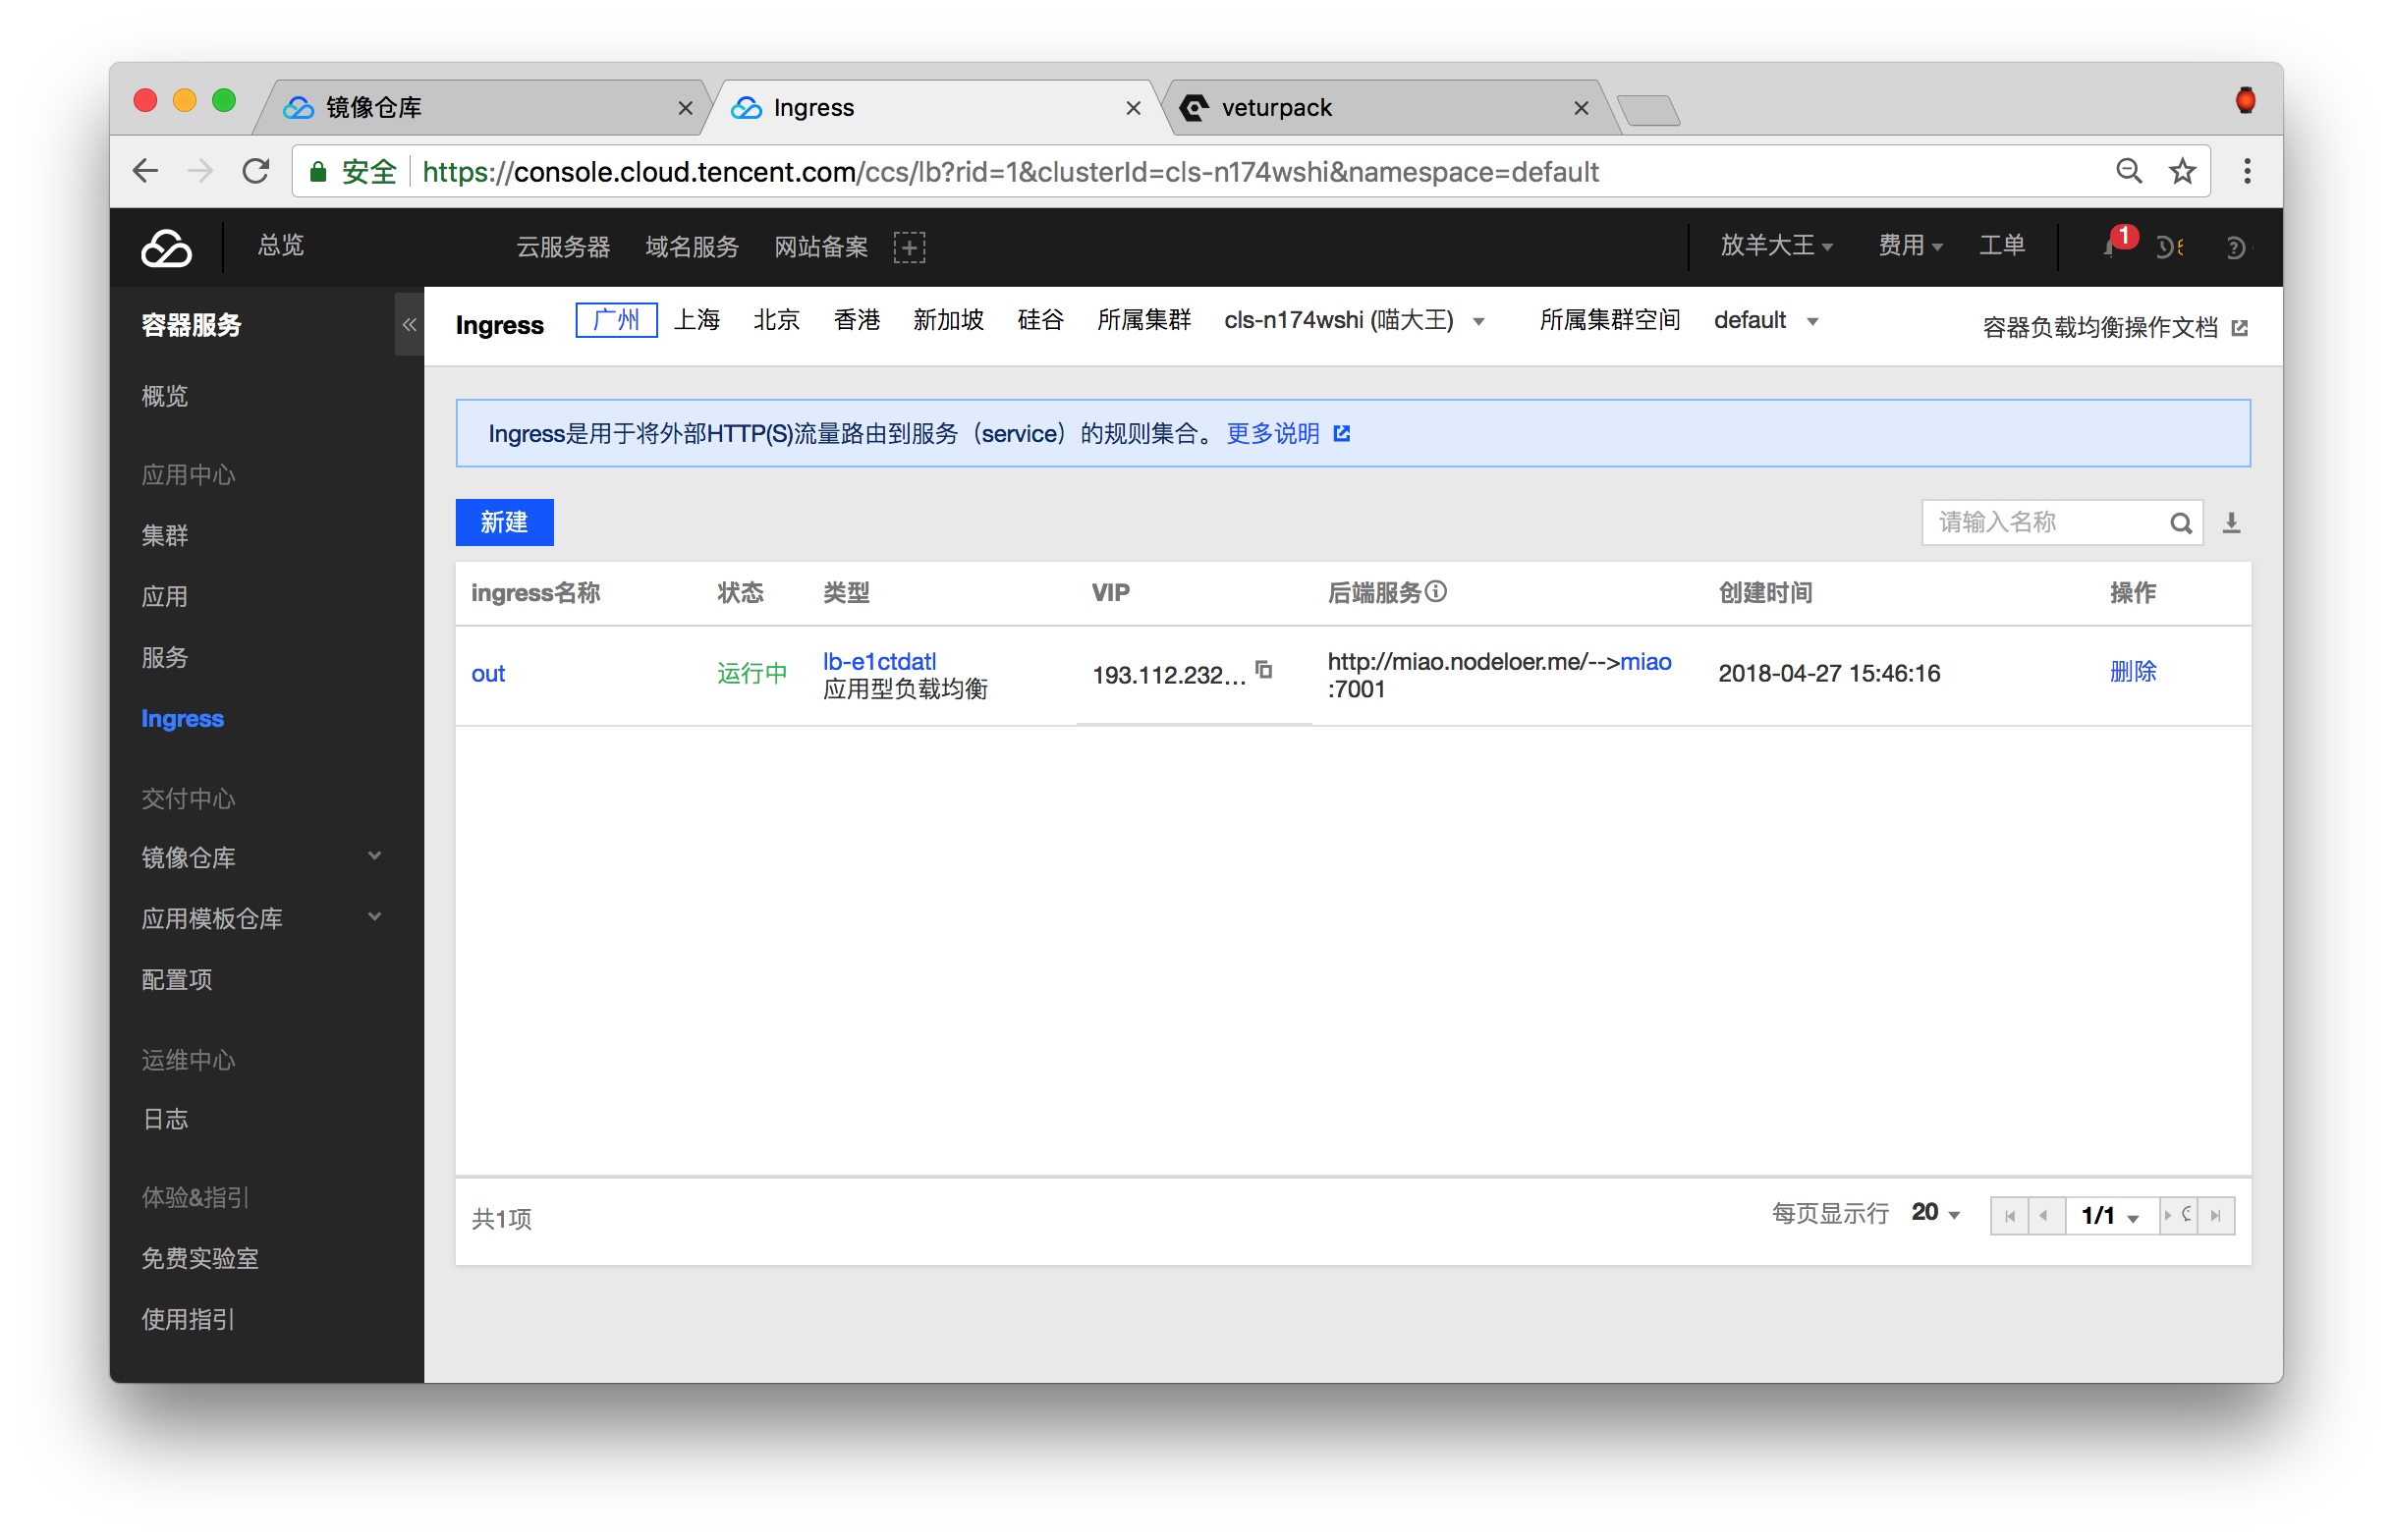 镜像仓库
Ingress
veturpack
安全 https://console.cloud.tencent.com/ccs/lb?rid=1&clusterId=cls-n174wshi&namespace=default
总览 云服务器 域名服务 网站备案 放羊大王 费用 工单 1
容器服务
概览
应用中心
集群
应用
服务
Ingress
交付中心
镜像仓库
应用模板仓库
配置项
运维中心
日志
体验&指引
免费实验室
使用指引
Ingress 广州 上海 北京 香港 新加坡 硅谷 所属集群 cls-n174wshi (喵大王) 所属集群空间 default 容器负载均衡操作文档
Ingress是用于将外部HTTP(S)流量路由到服务（service）的规则集合。 更多说明
新建 请输入名称
ingress名称 状态 类型 VIP 后端服务 创建时间 操作
out 运行中 lb-e1ctdatl 193.112.232... http://miao.nodeloer.me/-->miao 2018-04-27 15:46:16 删除
应用型负载均衡 :7001
共1项 每页显示行 20 1/1